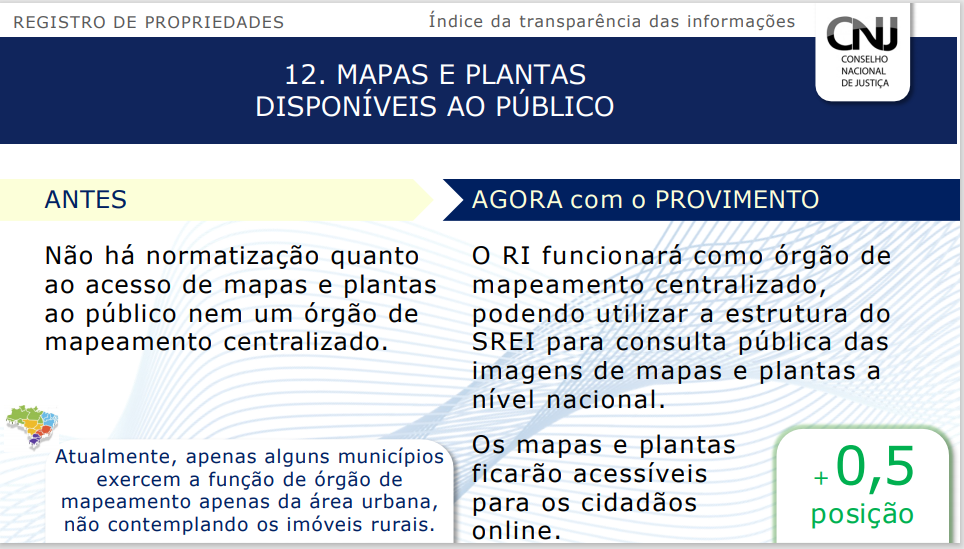 REGISTRO DE PROPRIEDADES
Índice da transparência das informações
CNJ
CONSELHO
NACIONAL
DE JUSTIÇA
12. MAPAS E PLANTAS
DISPONÍVEIS AO PÚBLICO
ANTES
Não há normatização quanto
ao acesso de mapas e plantas
ao público nem um órgão de
mapeamento centralizado.
Atualmente, apenas alguns municípios
exercem a função de órgão de
mapeamento apenas da área urbana,
não contemplando os imóveis rurais.
AGORA com o PROVIMENTO
O RI funcionará como órgão de
mapeamento centralizado,
podendo utilizar a estrutura do
SREI para consulta pública das
imagens de mapas e plantas a
nível nacional.
Os mapas e plantas
ficarão acessíveis
para os cidadãos
online.
+ 0,5
posição